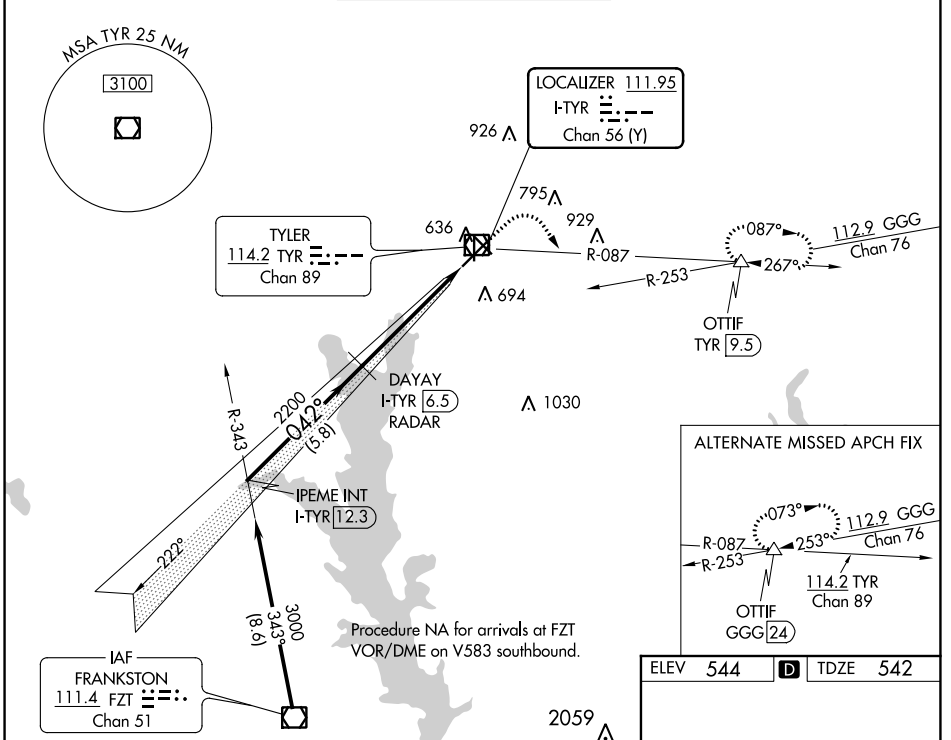 MSA TYR 25 NM
3100
LOCALIZER 111.95
I-TYR
Chan 56 (Y)
926
795
929
636
TYLER
114.2 TYR
Chan 89
R-087
087°
112.9 GGG
Chan 76
R-253
267°
694
OTTIF
TYR 9.5
DAYAY
I-TYR 6.5
RADAR
1030
R-343
2200
042°
(5.8)
IPEME INT
I-TYR 12.3
222°
ALTERNATE MISSED APCH FIX
073°
112.9 GGG
Chan 76
R-087
R-253
253°
114.2 TYR
Chan 89
OTTIF
GGG 24
3000
343°
(8.6)
Procedure NA for arrivals at FZT
VOR/DME on V583 southbound.
IAF
FRANKSTON
111.4 FZT
Chan 51
2059
ELEV 544 D TDZE 542